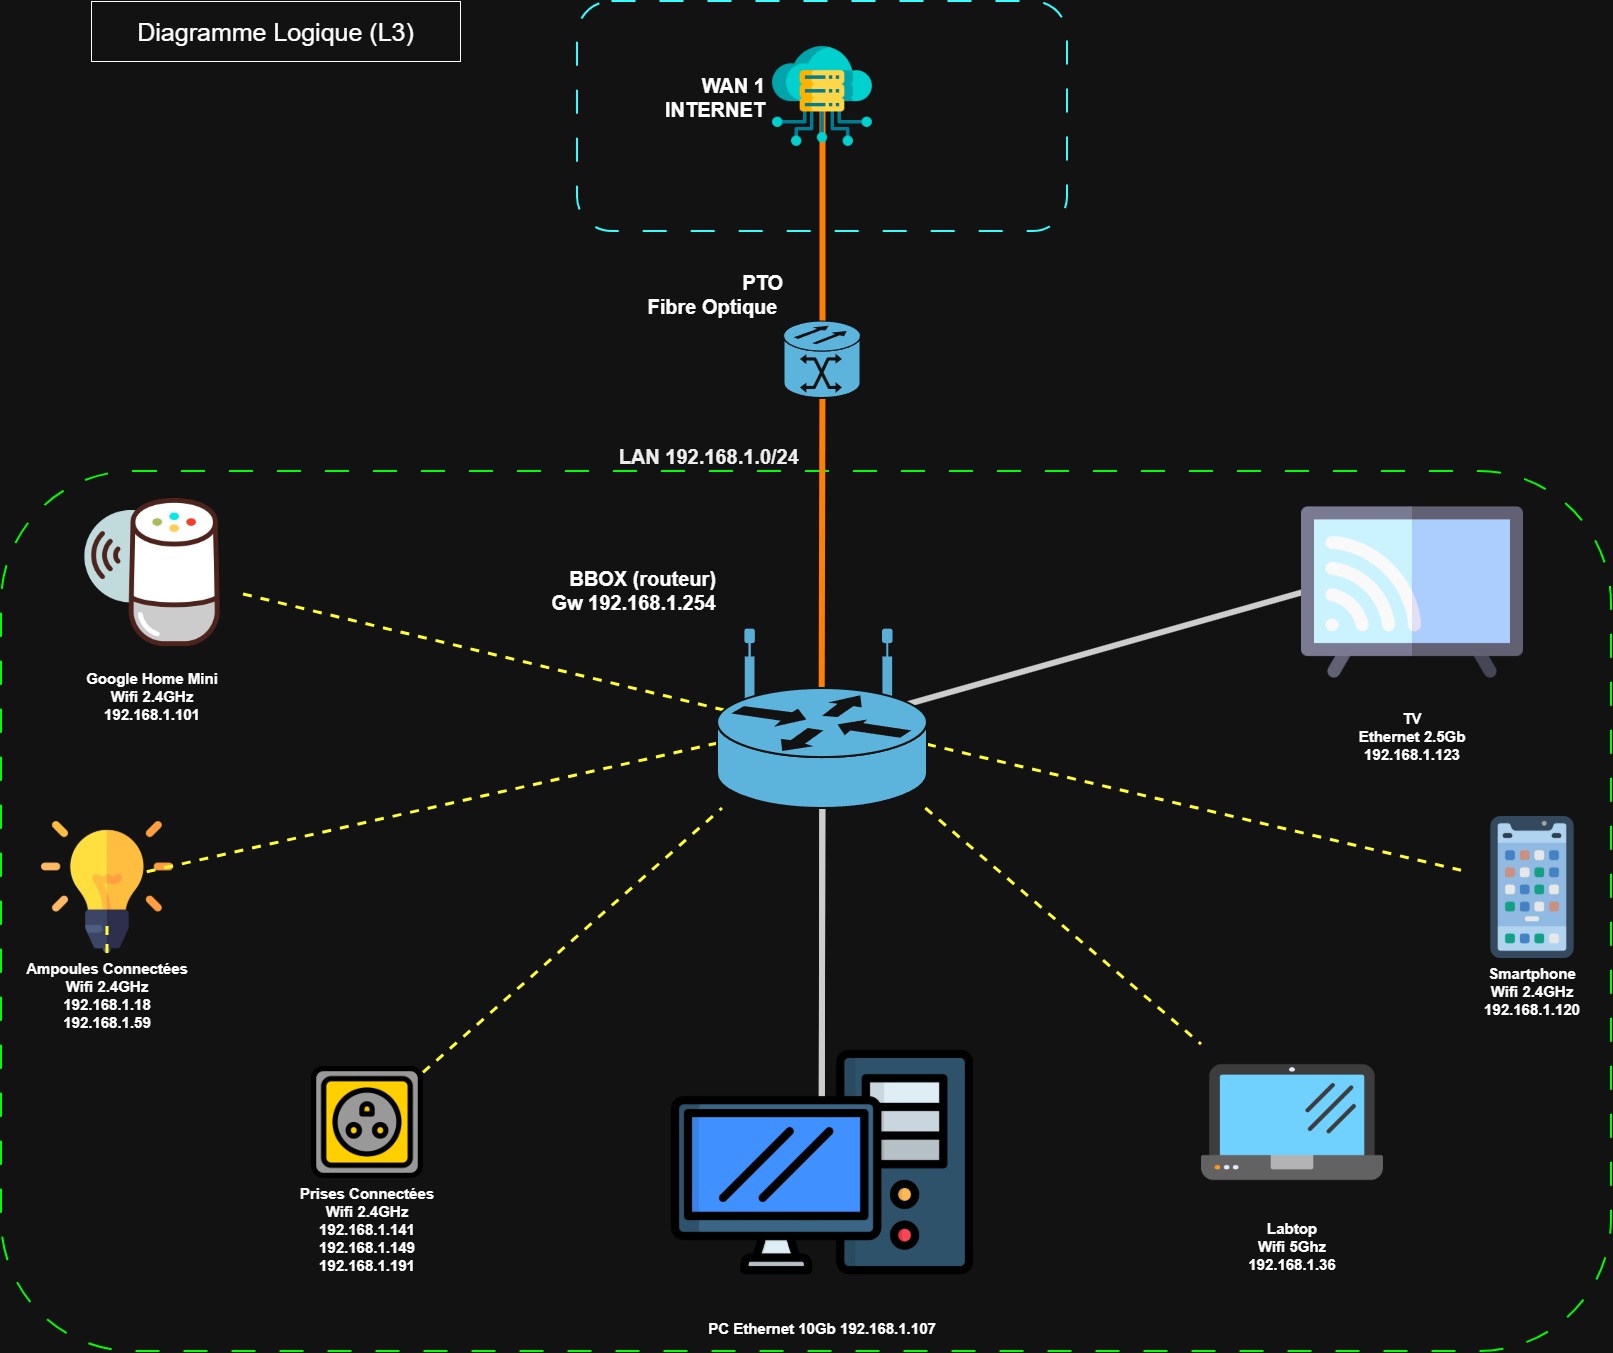 Diagramme Logique (L3)
WAN 1
INTERNET
PTO
Fibre Optique
LAN 192.168.1.0/24
BBOX (routeur)
Gw 192.168.1.254
Google Home Mini
Wifi 2.4GHz
192.168.1.101
TV
Ethernet 2.5Gb
192.168.1.123
Ampoules Connectées
Wifi 2.4GHz
192.168.1.18
192.168.1.59
Smartphone
Wifi 2.4GHz
192.168.1.120
Prises Connectées
Wifi 2.4GHz
192.168.1.141
192.168.1.149
192.168.1.191
Labtop
Wifi 5Ghz
192.168.1.36
PC Ethernet 10Gb 192.168.1.107